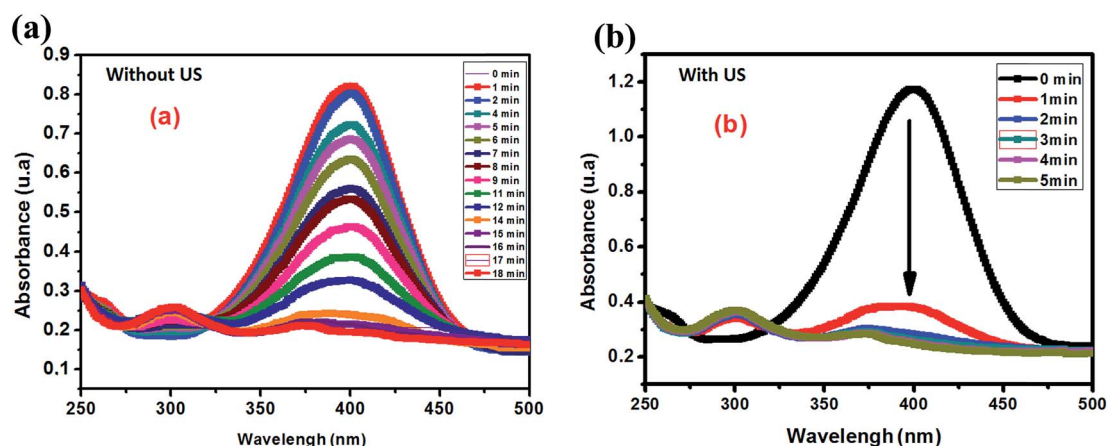 (a)
Without US
(a)
0 min
1 min
2 min
4 min
5 min
6 min
7 min
8 min
9 min
11 min
12 min
14 min
15 min
16 min
17 min
18 min
Absorbance (u.a)
0.9
0.8
0.7
0.6
0.5
0.4
0.3
0.2
0.1
250 300 350 400 450 500
Wavelengh (nm)
(b)
With US
(b)
0 min
1min
2min
3min
4min
5min
Absorbance (u.a)
1.2
1.0
0.8
0.6
0.4
0.2
250 300 350 400 450 500
Wavelengh (nm)